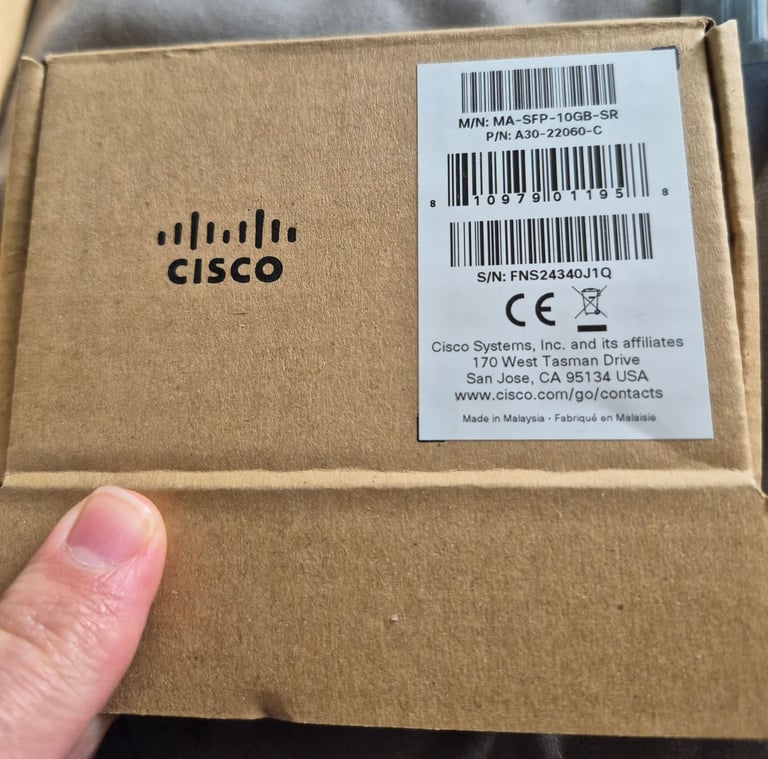 CISCO
M/N: MA-SFP-10GB-SR
P/N: A30-22060-C
8 10979 01195 8
S/N: FNS24340J1Q
CE
Cisco Systems, Inc. and its affiliates
170 West Tasman Drive
San Jose, CA 95134 USA
www.cisco.com/go/contacts
Made in Malaysia · Fabriqué en Malaisie